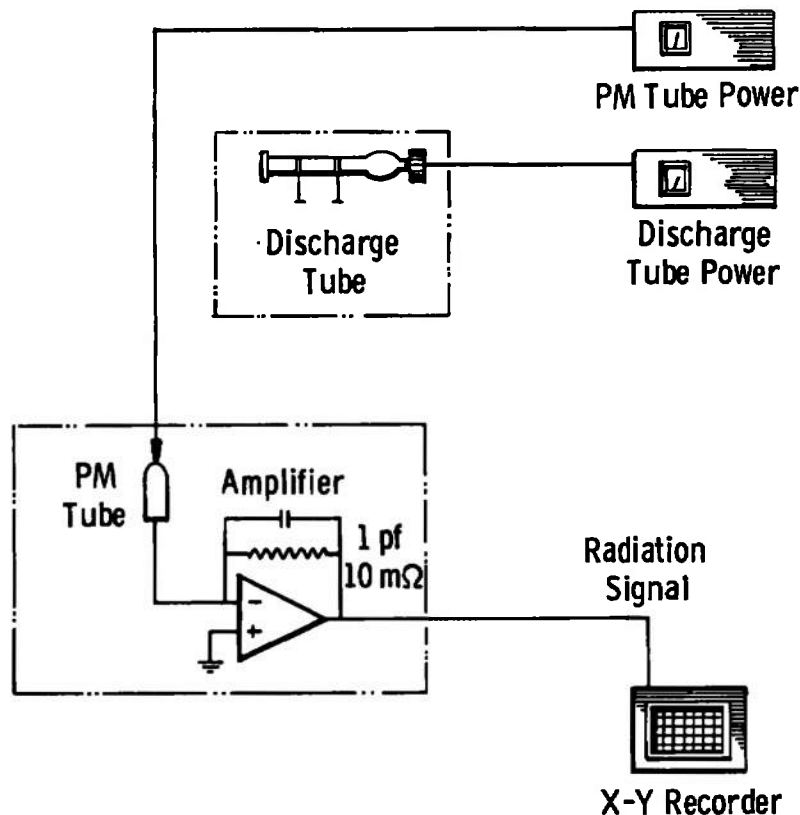 PM Tube Power
Discharge
Tube
Discharge
Tube Power
PM
Tube
Amplifier
1 pf
10 mΩ
−
+
Radiation
Signal
X-Y Recorder